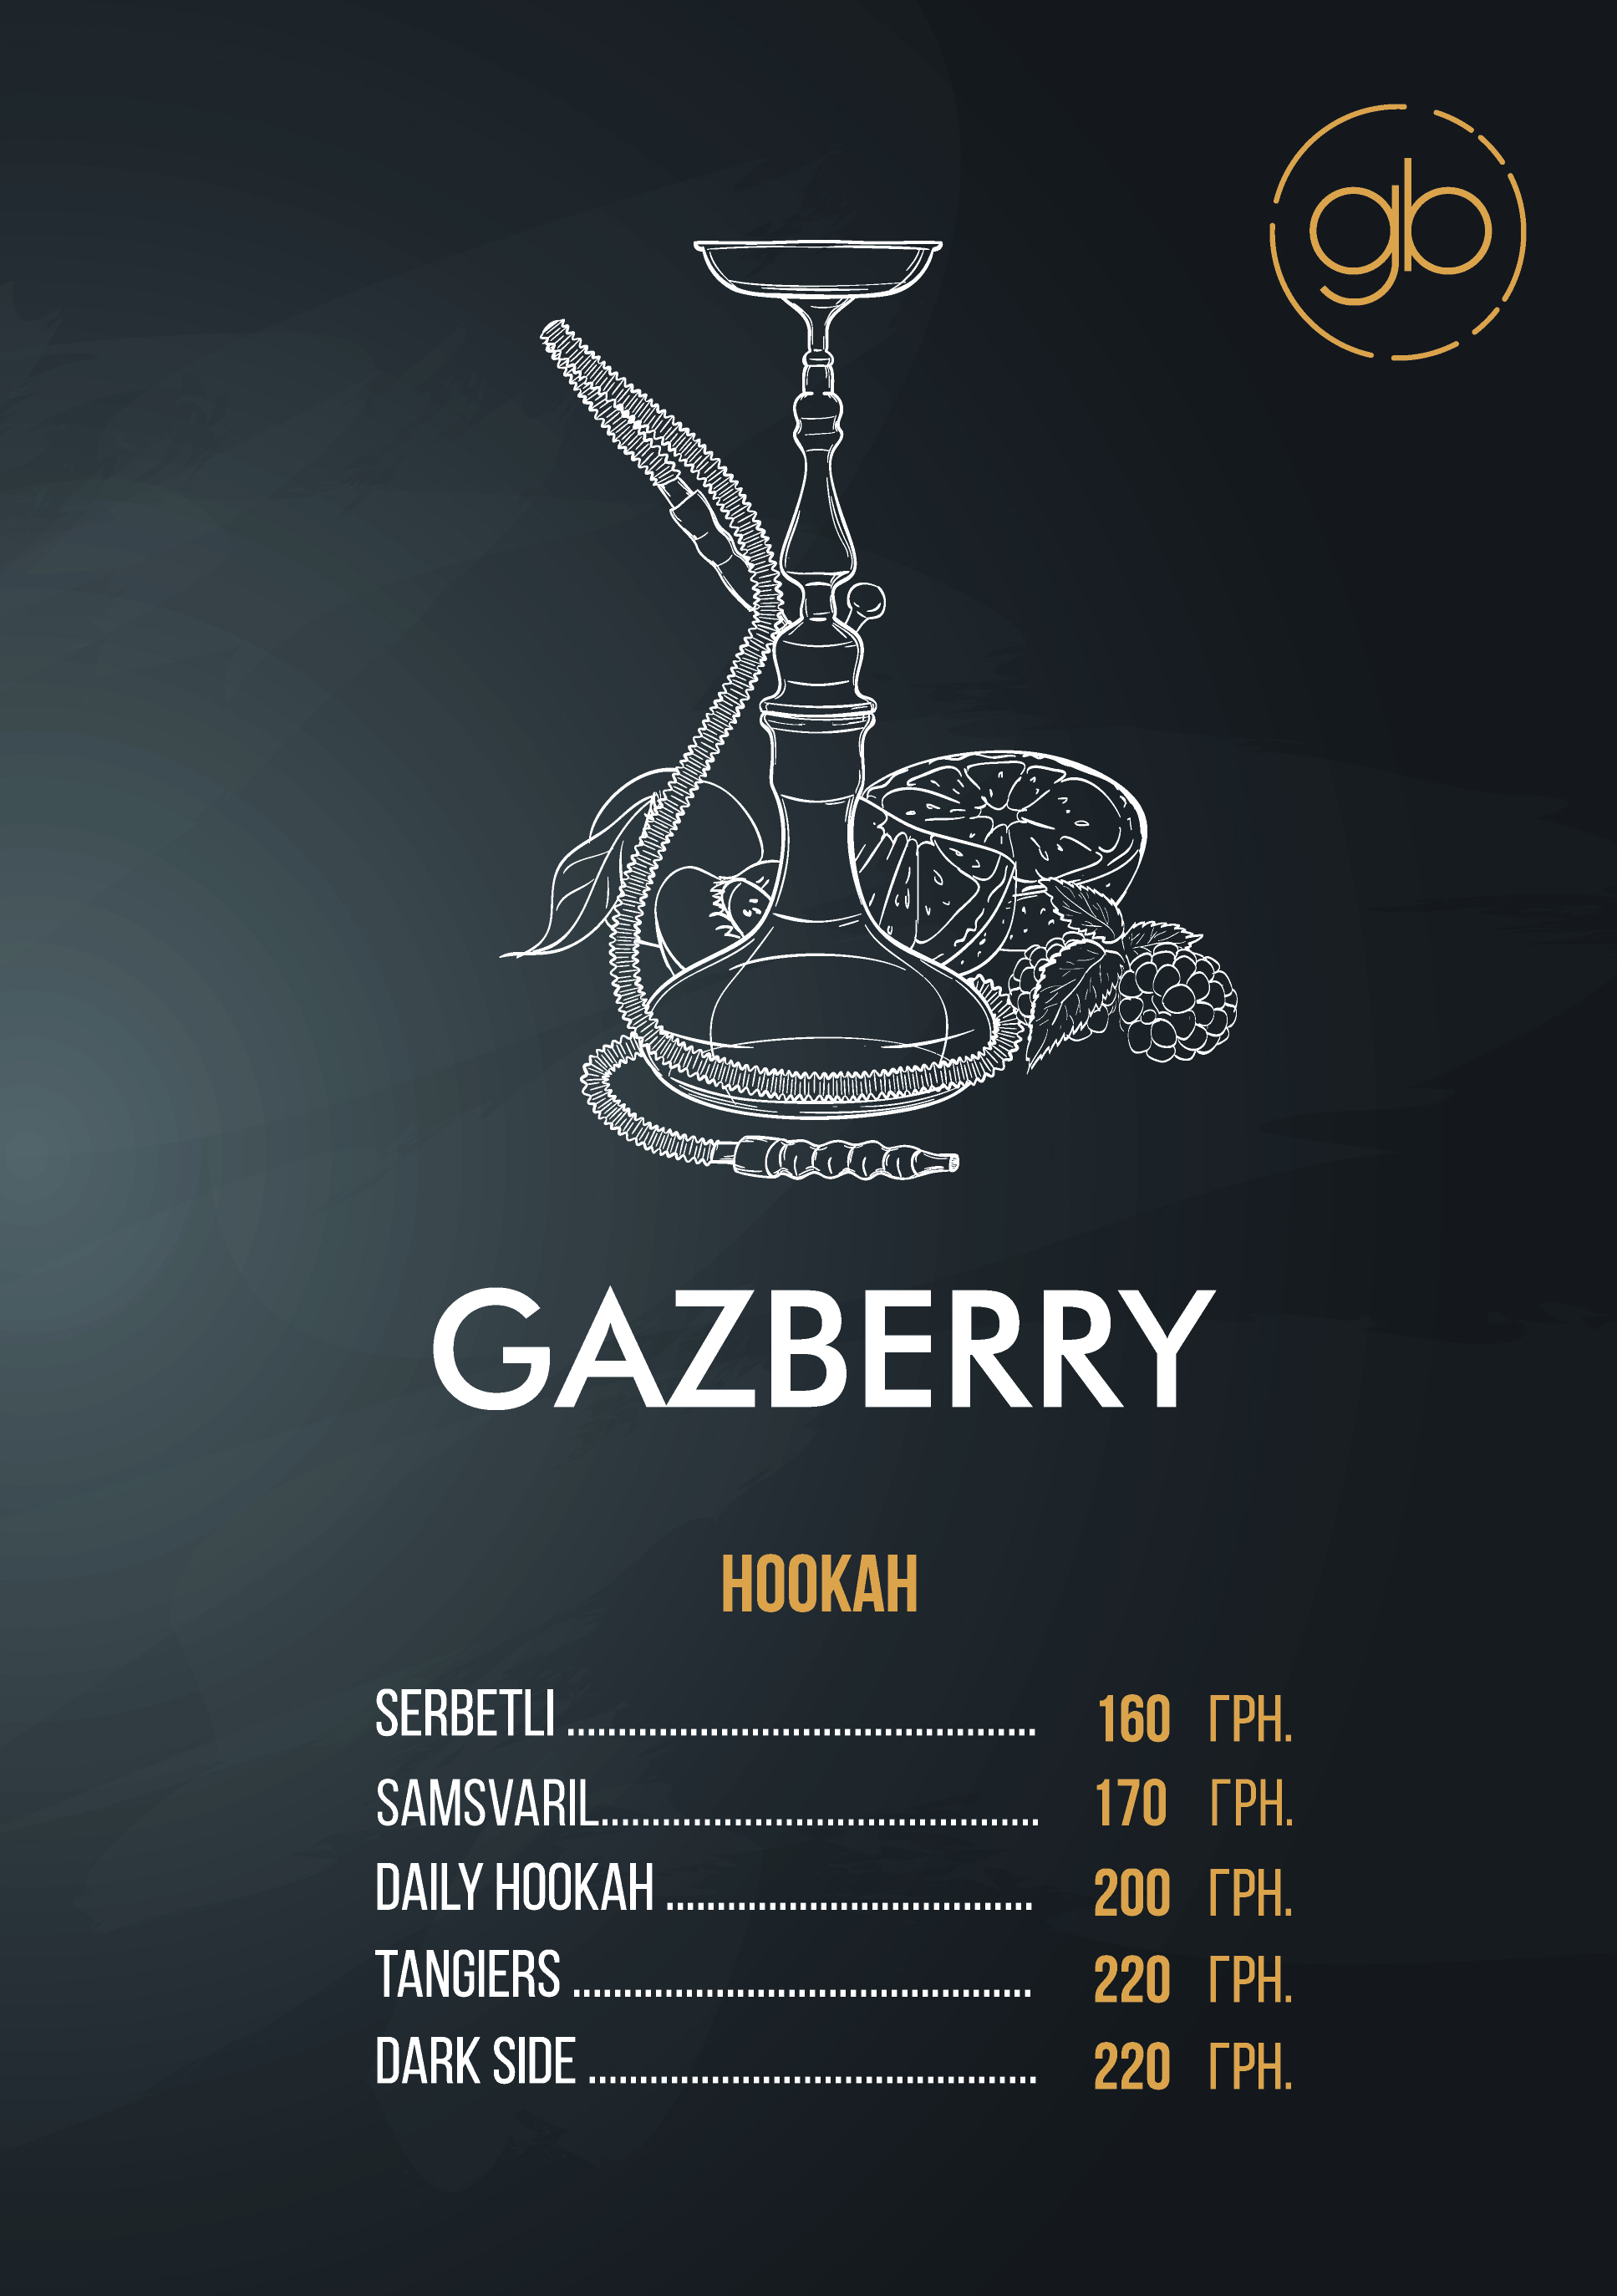 gb
GAZBERRY
HOOKAH
SERBETLI .............................................. 160 ГРН.
SAMSVARIL........................................... 170 ГРН.
DAILY HOOKAH .................................... 200 ГРН.
TANGIERS ............................................. 220 ГРН.
DARK SIDE ............................................ 220 ГРН.